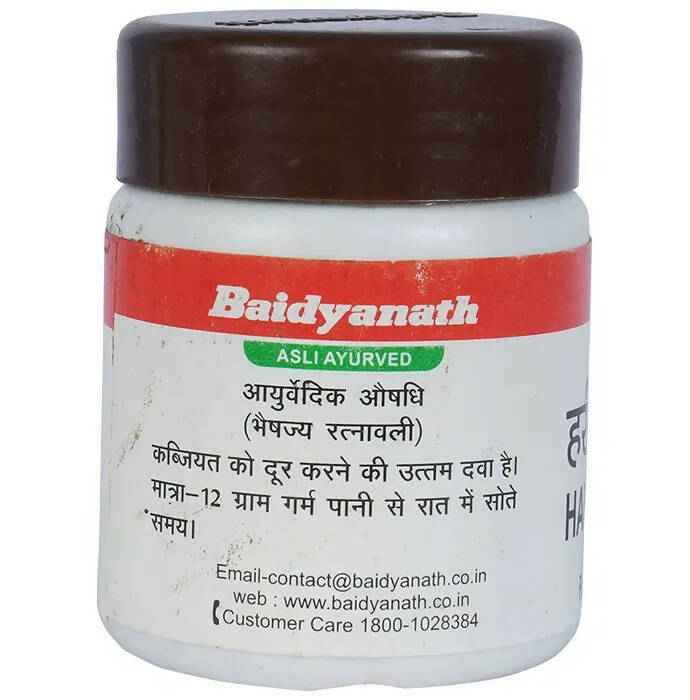 Baidyanath
ASLI AYURVED
आयुर्वेदिक औषधि
(भैषज्य रत्नावली)
कब्जियत को दूर करने की उत्तम दवा है।
मात्रा-12 ग्राम गर्म पानी से रात में सोते
समय।
Email-contact@baidyanath.co.in
web : www.baidyanath.co.in
Customer Care 1800-1028384
HA